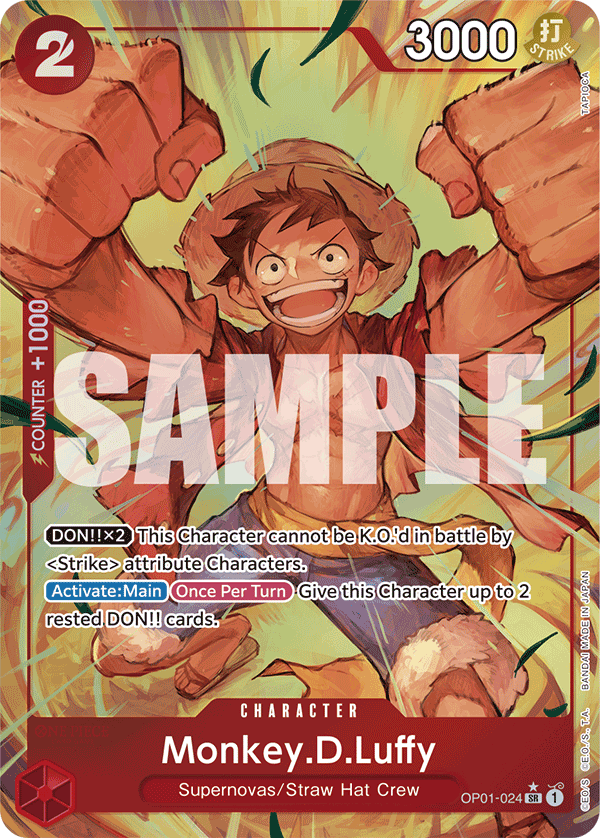 2
3000
打
STRIKE
TAPIOCA
COUNTER +1000
SAMPLE
DON!!×2 This Character cannot be K.O.'d in battle by
<Strike> attribute Characters.
Activate:Main Once Per Turn Give this Character up to 2
rested DON!! cards.
BANDAI MADE IN JAPAN
©E.O./S., T.A.
©E.O/S
CHARACTER
Monkey.D.Luffy
Supernovas/Straw Hat Crew
OP01-024 SR 1